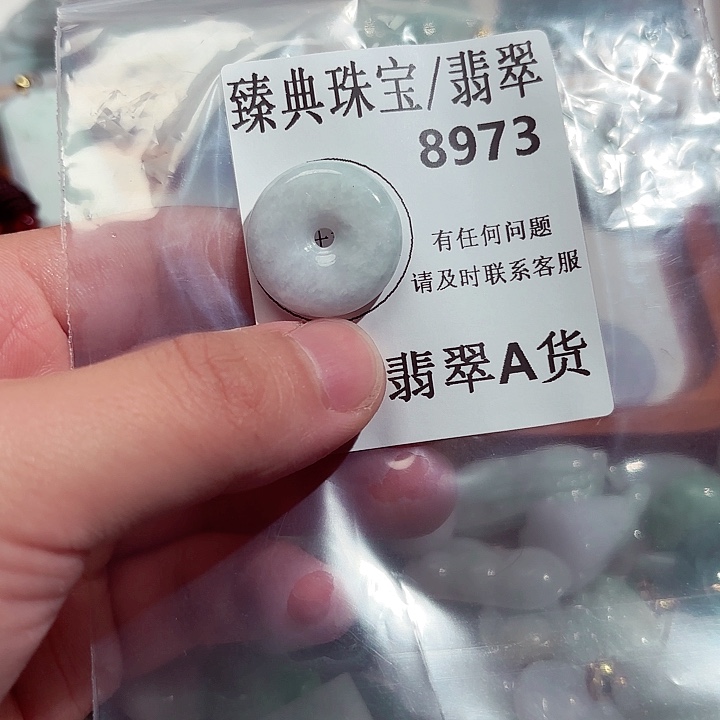 臻典珠宝/翡翠
8973
有任何问题
请及时联系客服
翡翠A货